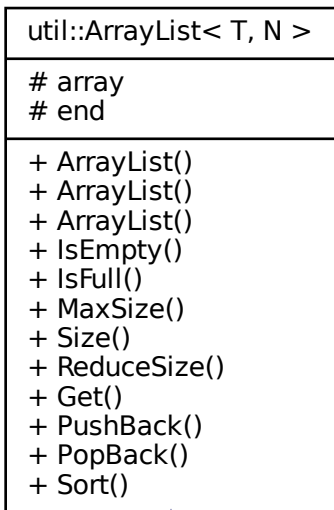 util::ArrayList< T, N >
# array
# end
+ ArrayList()
+ ArrayList()
+ ArrayList()
+ IsEmpty()
+ IsFull()
+ MaxSize()
+ Size()
+ ReduceSize()
+ Get()
+ PushBack()
+ PopBack()
+ Sort()